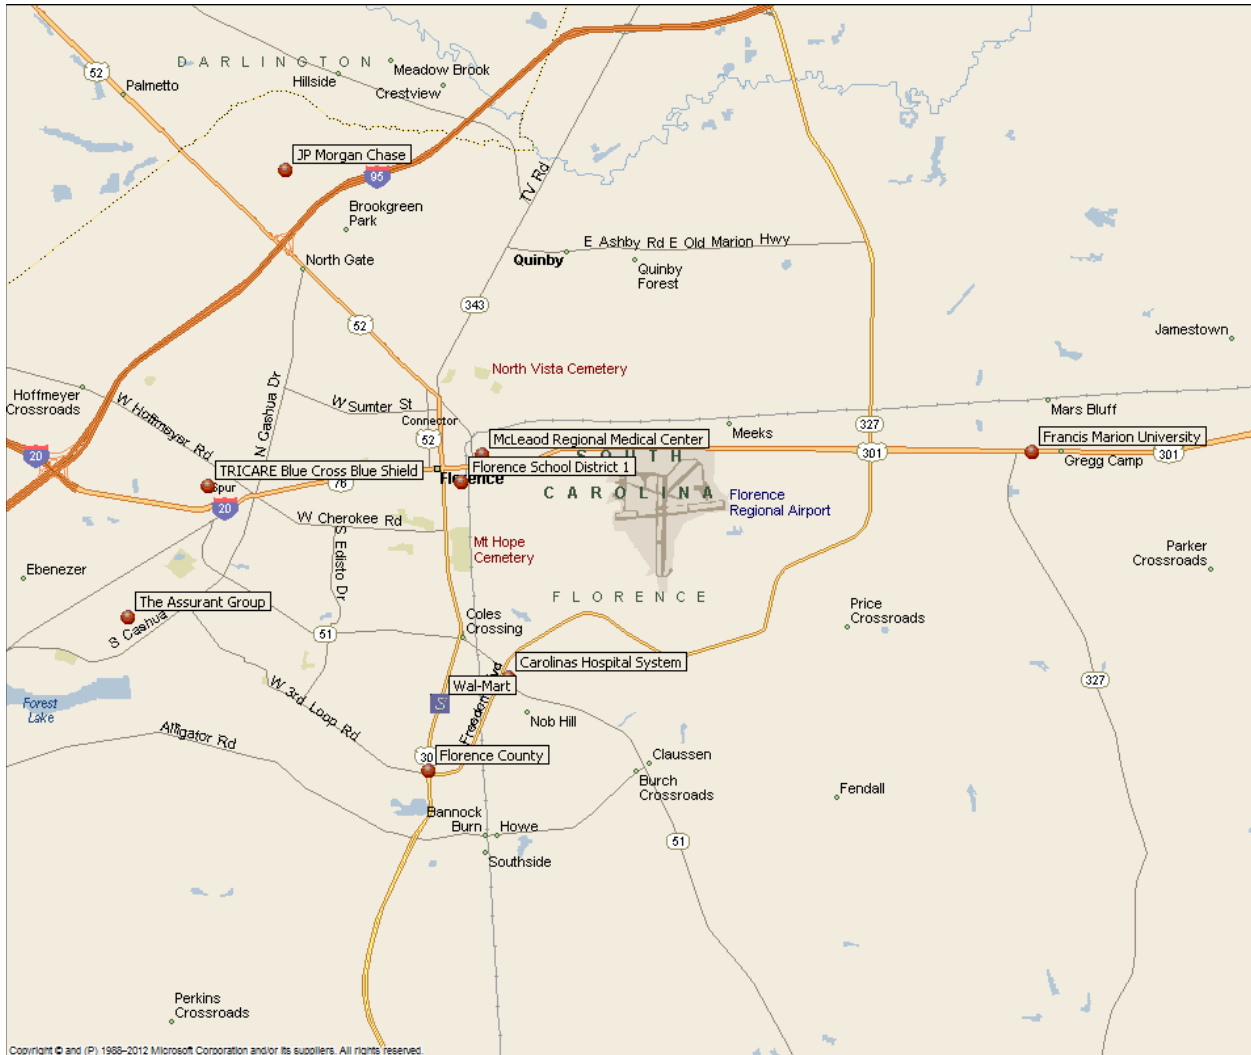 52
DARLINGTON
Hillside
Meadow Brook
Crestview
Palmetto
JP Morgan Chase
95
TV Rd
Brookgreen
Park
E Ashby Rd E Old Marion Hwy
Quinby
Quinby
Forest
North Gate
343
52
Jamestown
North Vista Cemetery
Hoffmeyer
Crossroads
N Cashua Dr
W Sumter St
Connector
W Hoffmeyer Rd
Mars Bluff
327
Meeks
52
McLeaod Regional Medical Center
Francis Marion University
301
301
20
Gregg Camp
SOUTH
TRICARE Blue Cross Blue Shield
Florence School District 1
Florence
76
Spur
CAROLINA
Florence
Regional Airport
20
W Cherokee Rd
S Edisto Dr
Mt Hope
Cemetery
Parker
Crossroads
Ebenezer
FLORENCE
The Assurant Group
Price
Crossroads
S Cashua
51
Coles
Crossing
Carolinas Hospital System
W 3rd Loop Rd
Wal-Mart
S
327
Forest
Lake
Nob Hill
Alligator Rd
Florence County
30
Claussen
Burch
Crossroads
Fendall
Bannock
Burn
Howe
51
Southside
Perkins
Crossroads
Copyright © and (P) 1988–2012 Microsoft Corporation and/or its suppliers. All rights reserved.